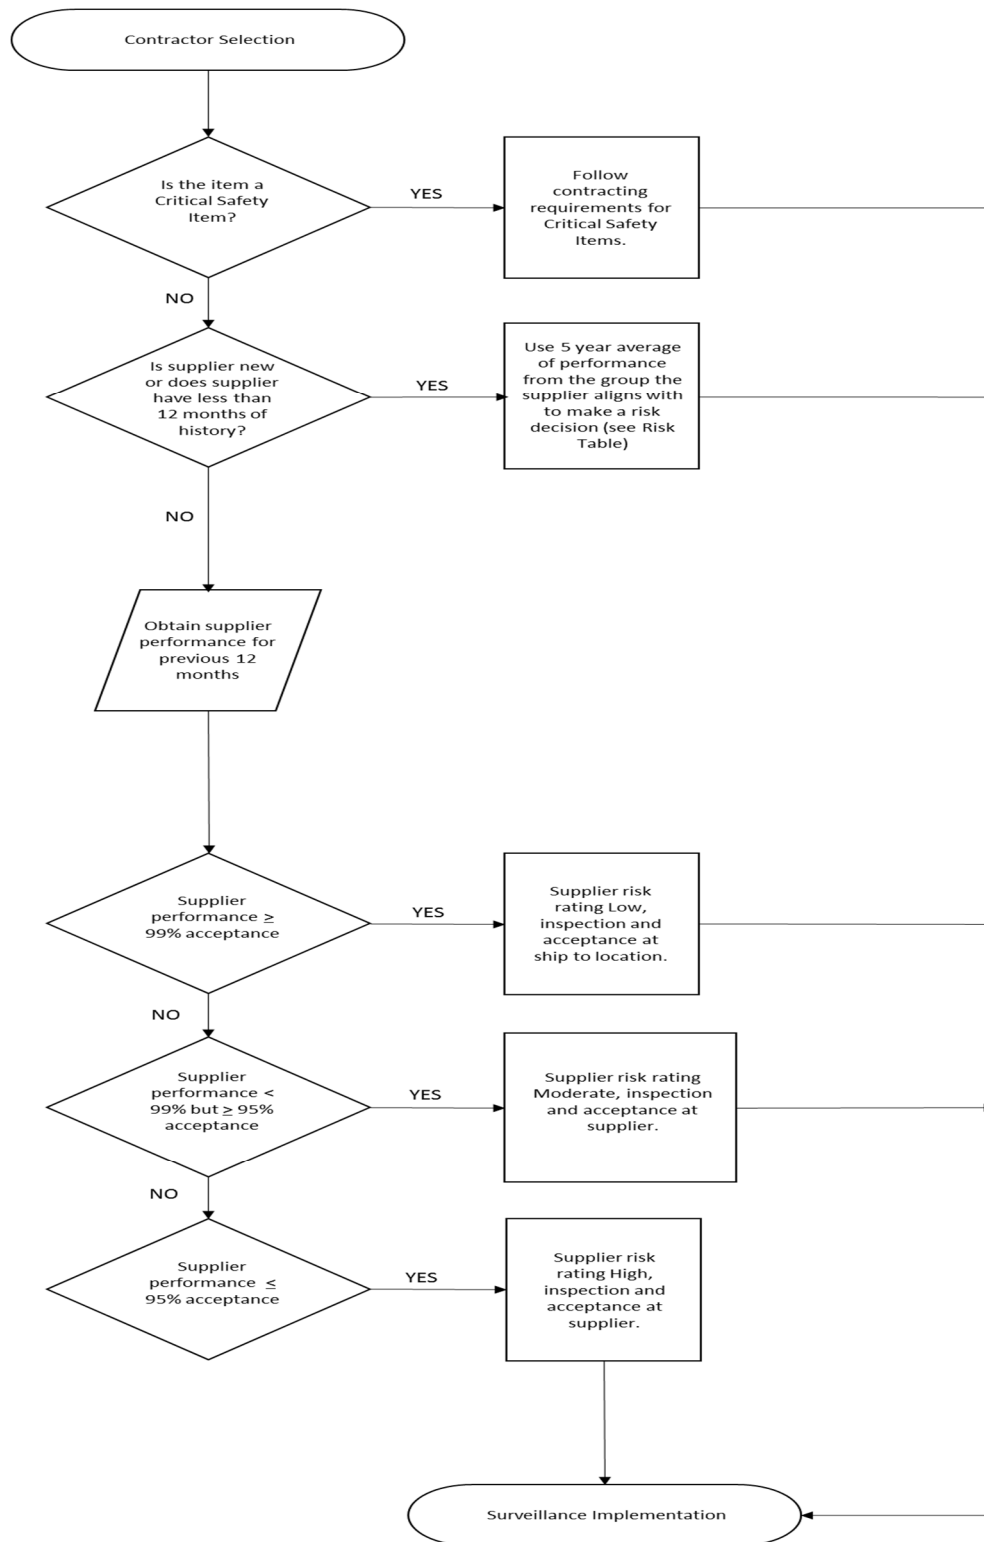 Contractor Selection
Is the item a
Critical Safety
Item?
YES
Follow
contracting
requirements for
Critical Safety
Items.
NO
Is supplier new
or does supplier
have less than
12 months of
history?
YES
Use 5 year average
of performance
from the group the
supplier aligns with
to make a risk
decision (see Risk
Table)
NO
Obtain supplier
performance for
previous 12
months
Supplier
performance ≥
99% acceptance
YES
Supplier risk
rating Low,
inspection and
acceptance at
ship to location.
NO
Supplier
performance <
99% but ≥ 95%
acceptance
YES
Supplier risk rating
Moderate, inspection
and acceptance at
supplier.
NO
Supplier
performance ≤
95% acceptance
YES
Supplier risk
rating High,
inspection and
acceptance at
supplier.
Surveillance Implementation